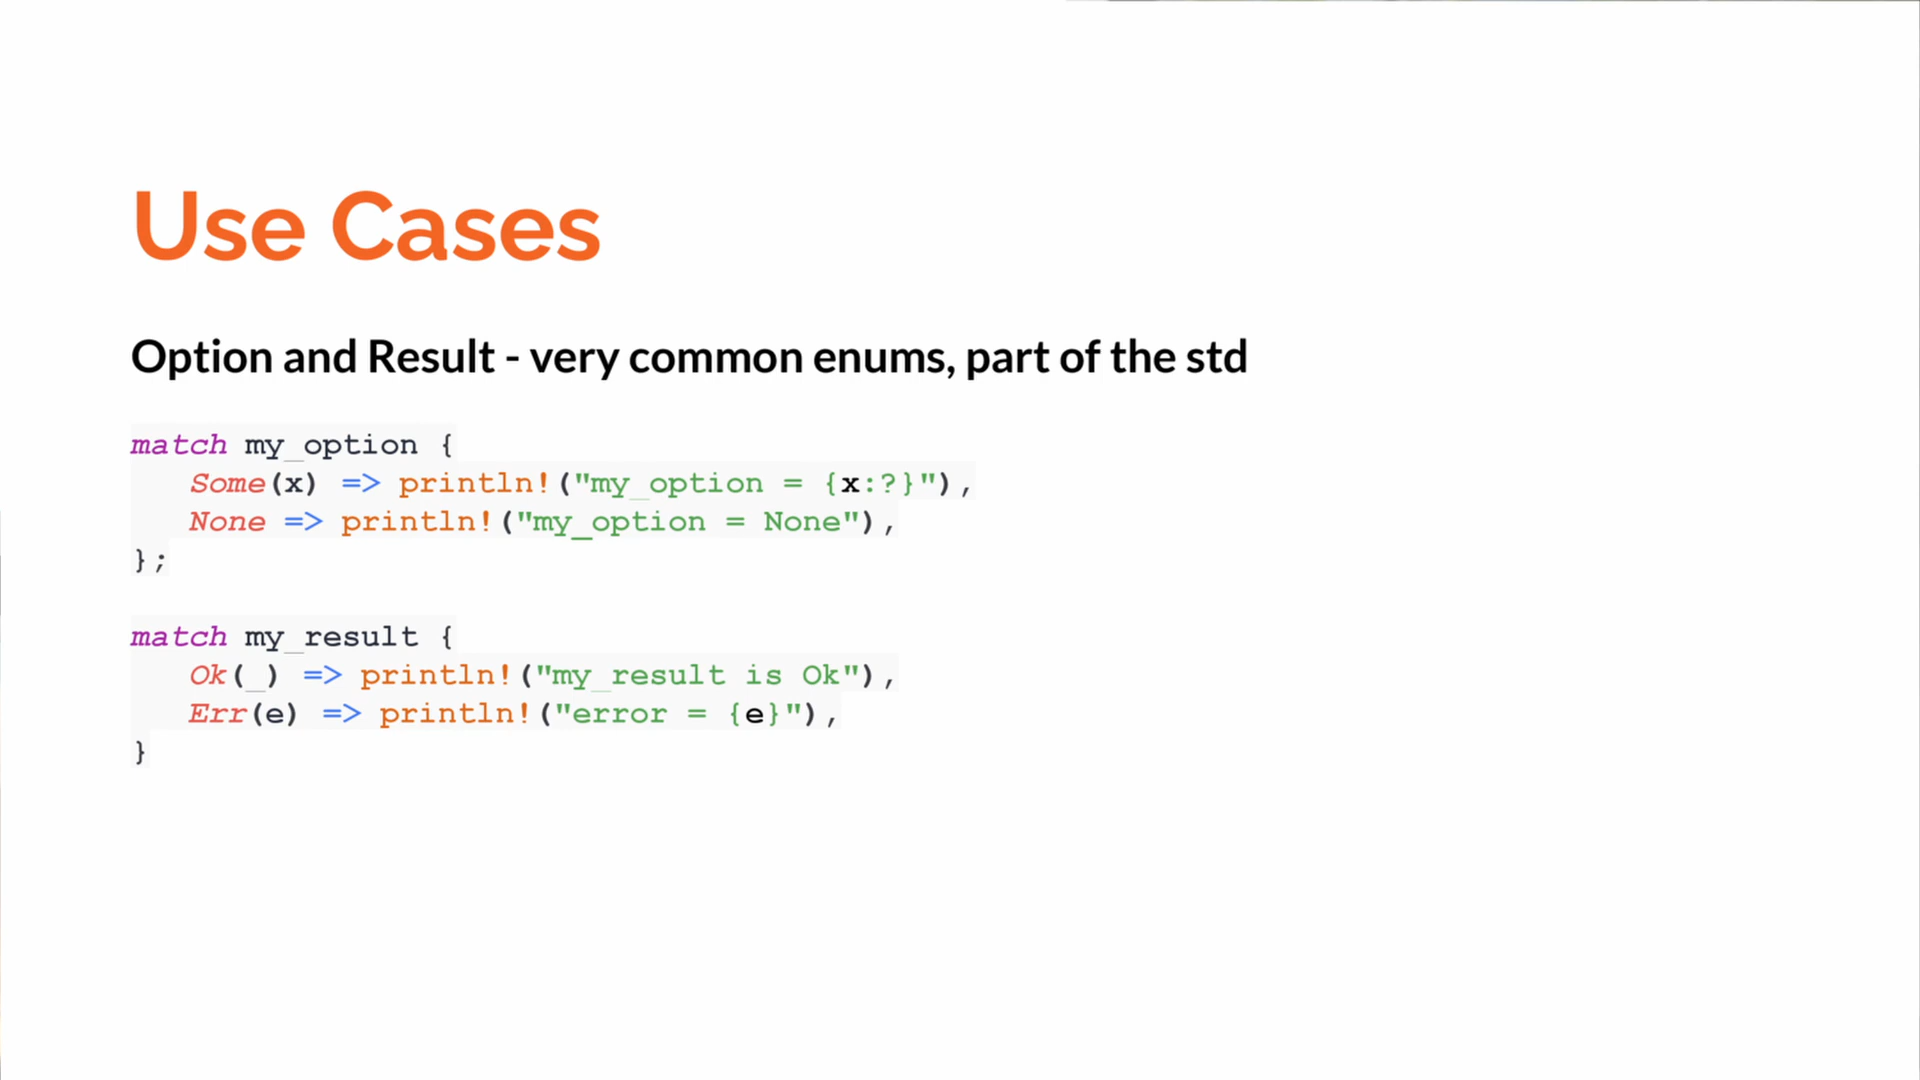 Use Cases
Option and Result - very common enums, part of the std
match my_option {
    Some(x) => println!("my_option = {x:?}"),
    None => println!("my_option = None"),
};
match my_result {
    Ok(_) => println!("my_result is Ok"),
    Err(e) => println!("error = {e}"),
}